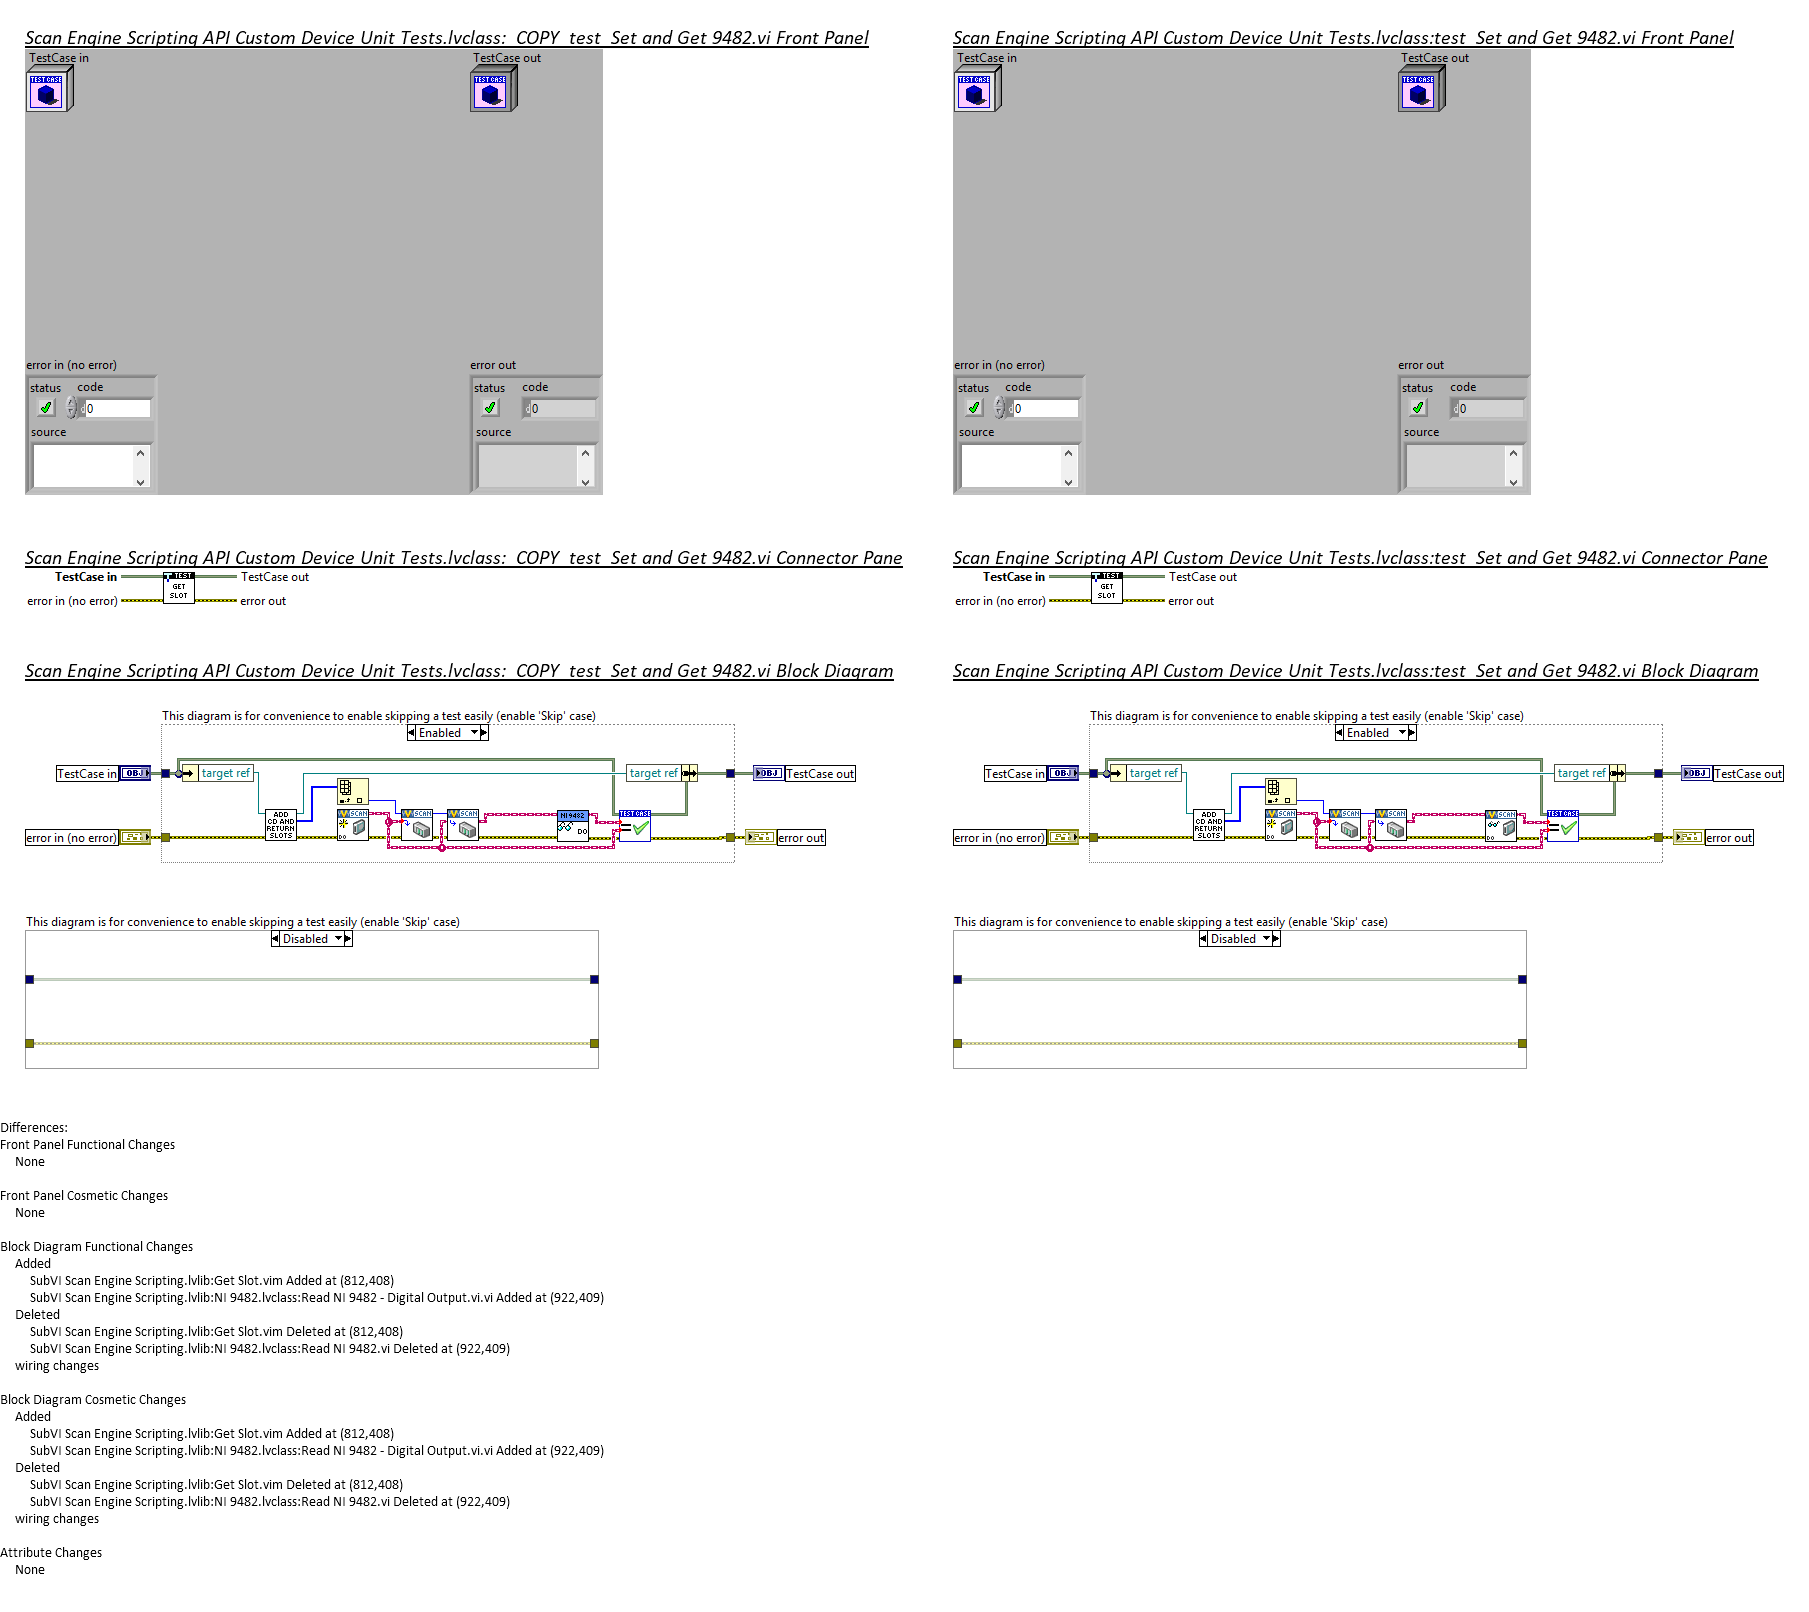 Scan Engine Scripting API Custom Device Unit Tests.lvclass:_COPY_test_Set and Get 9482.vi Front Panel
TestCase in
TEST CASE
TestCase out
TEST CASE
error in (no error)
status
code
0
source
error out
status
code
0
source
Scan Engine Scripting API Custom Device Unit Tests.lvclass:test_Set and Get 9482.vi Front Panel
TestCase in
TEST CASE
TestCase out
TEST CASE
error in (no error)
status
code
0
source
error out
status
code
0
source
Scan Engine Scripting API Custom Device Unit Tests.lvclass:_COPY_test_Set and Get 9482.vi Connector Pane
TestCase in
TEST
GET
SLOT
TestCase out
error in (no error)
error out
Scan Engine Scripting API Custom Device Unit Tests.lvclass:test_Set and Get 9482.vi Connector Pane
TestCase in
TEST
GET
SLOT
TestCase out
error in (no error)
error out
Scan Engine Scripting API Custom Device Unit Tests.lvclass:_COPY_test_Set and Get 9482.vi Block Diagram
This diagram is for convenience to enable skipping a test easily (enable 'Skip' case)
Enabled
TestCase in
OBJ
target ref
target ref
OBJ
TestCase out
ADD
CD AND
RETURN
SLOTS
SCAN
DO
SCAN
SCAN
NI 9482
DO
TEST CASE
error in (no error)
error out
This diagram is for convenience to enable skipping a test easily (enable 'Skip' case)
Disabled
Scan Engine Scripting API Custom Device Unit Tests.lvclass:test_Set and Get 9482.vi Block Diagram
This diagram is for convenience to enable skipping a test easily (enable 'Skip' case)
Enabled
TestCase in
OBJ
target ref
target ref
OBJ
TestCase out
ADD
CD AND
RETURN
SLOTS
SCAN
DO
SCAN
SCAN
SCAN
DO
TEST CASE
error in (no error)
error out
This diagram is for convenience to enable skipping a test easily (enable 'Skip' case)
Disabled
Differences:
Front Panel Functional Changes
None
Front Panel Cosmetic Changes
None
Block Diagram Functional Changes
Added
SubVI Scan Engine Scripting.lvlib:Get Slot.vim Added at (812,408)
SubVI Scan Engine Scripting.lvlib:NI 9482.lvclass:Read NI 9482 - Digital Output.vi.vi Added at (922,409)
Deleted
SubVI Scan Engine Scripting.lvlib:Get Slot.vim Deleted at (812,408)
SubVI Scan Engine Scripting.lvlib:NI 9482.lvclass:Read NI 9482.vi Deleted at (922,409)
wiring changes
Block Diagram Cosmetic Changes
Added
SubVI Scan Engine Scripting.lvlib:Get Slot.vim Added at (812,408)
SubVI Scan Engine Scripting.lvlib:NI 9482.lvclass:Read NI 9482 - Digital Output.vi.vi Added at (922,409)
Deleted
SubVI Scan Engine Scripting.lvlib:Get Slot.vim Deleted at (812,408)
SubVI Scan Engine Scripting.lvlib:NI 9482.lvclass:Read NI 9482.vi Deleted at (922,409)
wiring changes
Attribute Changes
None